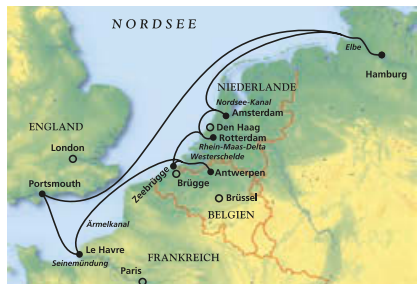 NORDSEE
Elbe
Hamburg
NIEDERLANDE
Nordsee-Kanal
Amsterdam
ENGLAND
Den Haag
London
Rotterdam
Rhein-Maas-Delta
Westerschelde
Zeebrügge
Antwerpen
Brügge
Portsmouth
Brüssel
BELGIEN
Ärmelkanal
Le Havre
Seinemündung
FRANKREICH
Paris